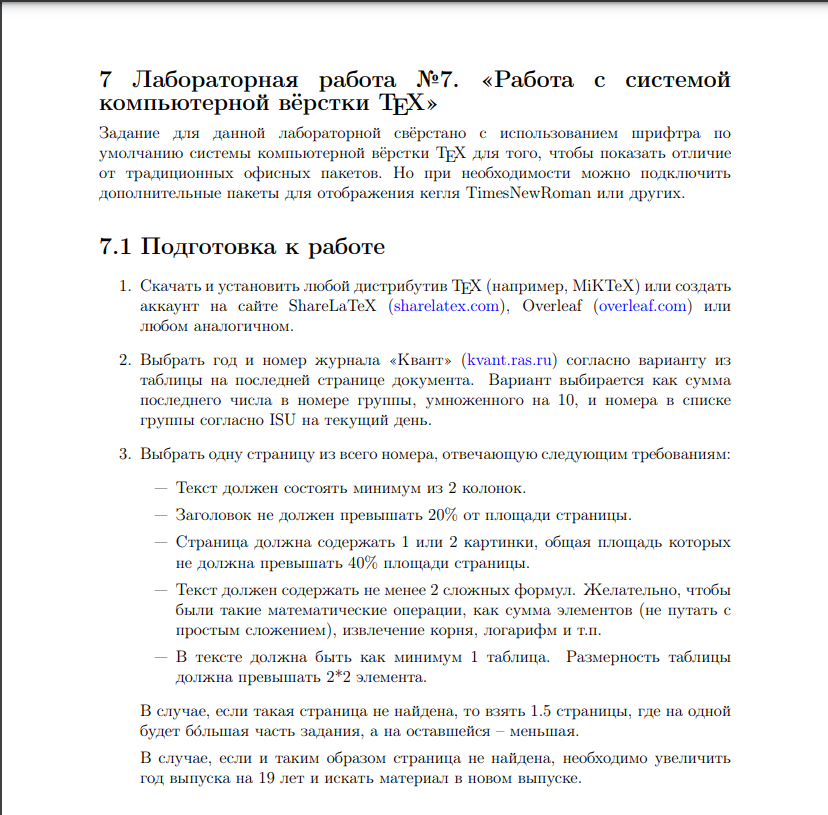 7 Лабораторная работа №7. «Работа с системой
компьютерной вёрстки TEX»
Задание для данной лабораторной свёрстано с использованием шрифтра по
умолчанию системы компьютерной вёрстки TEX для того, чтобы показать отличие
от традиционных офисных пакетов. Но при необходимости можно подключить
дополнительные пакеты для отображения кегля TimesNewRoman или других.
7.1 Подготовка к работе
1. Скачать и установить любой дистрибутив TEX (например, MiKTeX) или создать
аккаунт на сайте ShareLaTeX (sharelatex.com), Overleaf (overleaf.com) или
любом аналогичном.
2. Выбрать год и номер журнала «Квант» (kvant.ras.ru) согласно варианту из
таблицы на последней странице документа. Вариант выбирается как сумма
последнего числа в номере группы, умноженного на 10, и номера в списке
группы согласно ISU на текущий день.
3. Выбрать одну страницу из всего номера, отвечающую следующим требованиям:
— Текст должен состоять минимум из 2 колонок.
— Заголовок не должен превышать 20% от площади страницы.
— Страница должна содержать 1 или 2 картинки, общая площадь которых
не должна превышать 40% площади страницы.
— Текст должен содержать не менее 2 сложных формул. Желательно, чтобы
были такие математические операции, как сумма элементов (не путать с
простым сложением), извлечение корня, логарифм и т.п.
— В тексте должна быть как минимум 1 таблица. Размерность таблицы
должна превышать 2*2 элемента.
В случае, если такая страница не найдена, то взять 1.5 страницы, где на одной
будет бо́льшая часть задания, а на оставшейся – меньшая.
В случае, если и таким образом страница не найдена, необходимо увеличить
год выпуска на 19 лет и искать материал в новом выпуске.